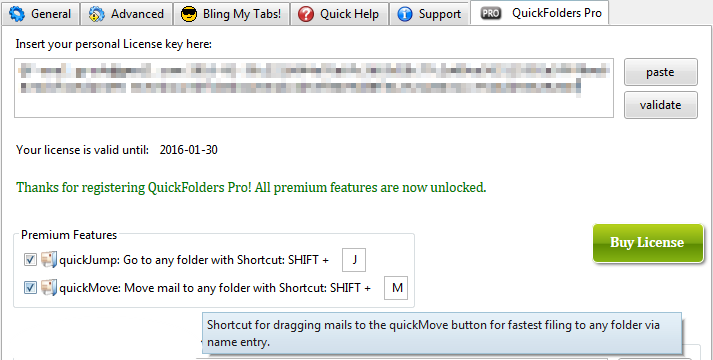 General Advanced Bling My Tabs! Quick Help Support PRO QuickFolders Pro
Insert your personal License key here:
paste
validate
Your license is valid until: 2016-01-30
Thanks for registering QuickFolders Pro! All premium features are now unlocked.
Premium Features
Buy License
quickJump: Go to any folder with Shortcut: SHIFT + J
quickMove: Move mail to any folder with Shortcut: SHIFT + M
Shortcut for dragging mails to the quickMove button for fastest filing to any folder via
name entry.